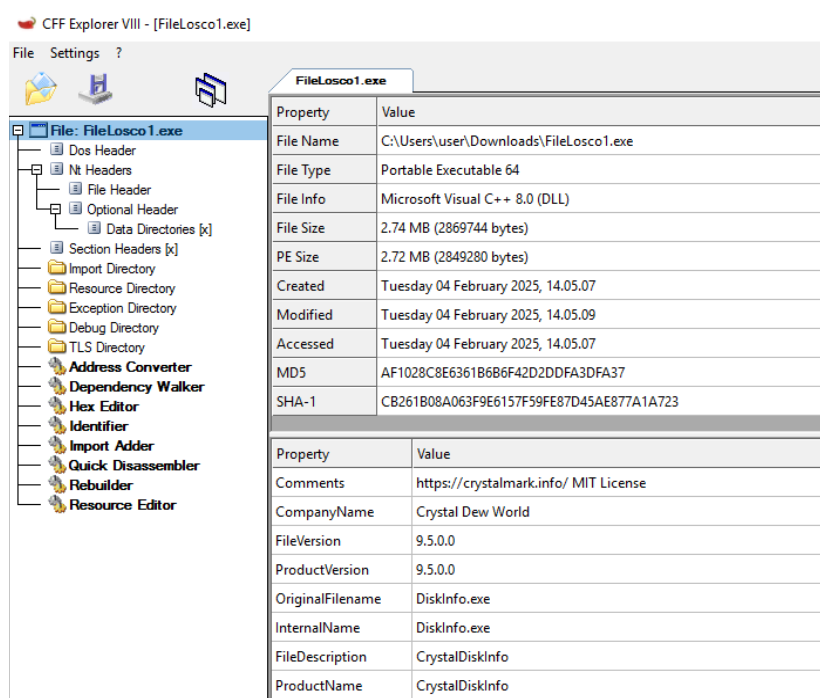 CFF Explorer VIII - [FileLosco1.exe]
File Settings ?
FileLosco1.exe
File: FileLosco1.exe
Dos Header
Nt Headers
File Header
Optional Header
Data Directories [x]
Section Headers [x]
Import Directory
Resource Directory
Exception Directory
Debug Directory
TLS Directory
Address Converter
Dependency Walker
Hex Editor
Identifier
Import Adder
Quick Disassembler
Rebuilder
Resource Editor
Property Value
File Name C:\Users\user\Downloads\FileLosco1.exe
File Type Portable Executable 64
File Info Microsoft Visual C++ 8.0 (DLL)
File Size 2.74 MB (2869744 bytes)
PE Size 2.72 MB (2849280 bytes)
Created Tuesday 04 February 2025, 14.05.07
Modified Tuesday 04 February 2025, 14.05.09
Accessed Tuesday 04 February 2025, 14.05.07
MD5 AF1028C8E6361B6B6F42D2DDFA3DFA37
SHA-1 CB261B08A063F9E6157F59FE87D45AE877A1A723
Property Value
Comments https://crystalmark.info/ MIT License
CompanyName Crystal Dew World
FileVersion 9.5.0.0
ProductVersion 9.5.0.0
OriginalFilename DiskInfo.exe
InternalName DiskInfo.exe
FileDescription CrystalDiskInfo
ProductName CrystalDiskInfo